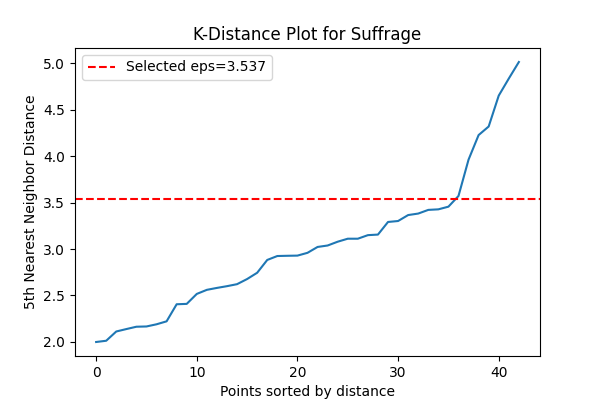 K-Distance Plot for Suffrage
Selected eps=3.537
5th Nearest Neighbor Distance
5.0
4.5
4.0
3.5
3.0
2.5
2.0
0 10 20 30 40
Points sorted by distance